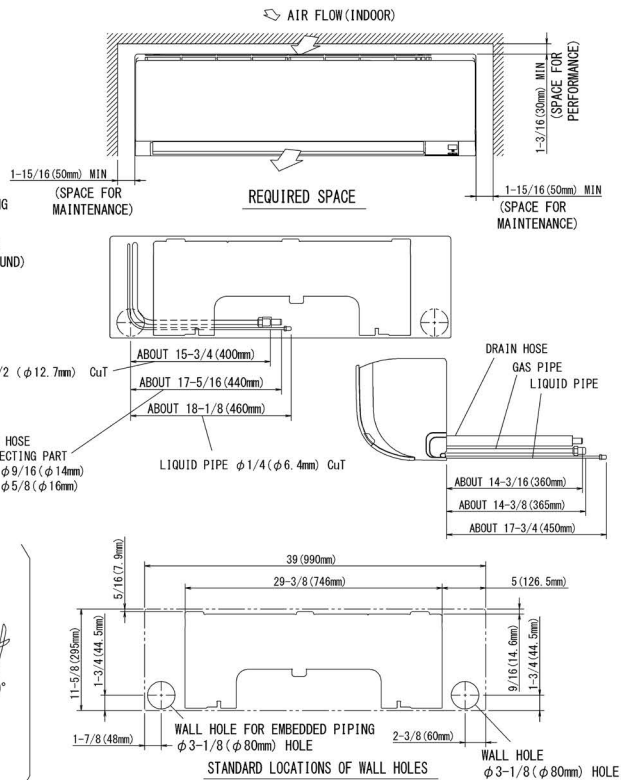 AIR FLOW(INDOOR)
1-3/16(30mm) MIN
(SPACE FOR
PERFORMANCE)
1-15/16(50mm) MIN
(SPACE FOR
MAINTENANCE)
REQUIRED SPACE
1-15/16(50mm) MIN
(SPACE FOR
MAINTENANCE)
NG
UND)
ABOUT 15-3/4(400mm)
/2 (φ12.7mm) CuT
ABOUT 17-5/16(440mm)
ABOUT 18-1/8(460mm)
HOSE
ECTING PART
φ9/16(φ14mm)
φ5/8(φ16mm)
LIQUID PIPE φ1/4(φ6.4mm) CuT
DRAIN HOSE
GAS PIPE
LIQUID PIPE
ABOUT 14-3/16(360mm)
ABOUT 14-3/8(365mm)
ABOUT 17-3/4(450mm)
39(990mm)
29-3/8(746mm)
5(126.5mm)
5/16(7.9mm)
11-5/8(295mm)
1-3/4(44.5mm)
9/16(14.6mm)
1-3/4(44.5mm)
1-7/8(48mm)
WALL HOLE FOR EMBEDDED PIPING
φ3-1/8(φ80mm) HOLE
2-3/8(60mm)
WALL HOLE
φ3-1/8(φ80mm) HOLE
STANDARD LOCATIONS OF WALL HOLES